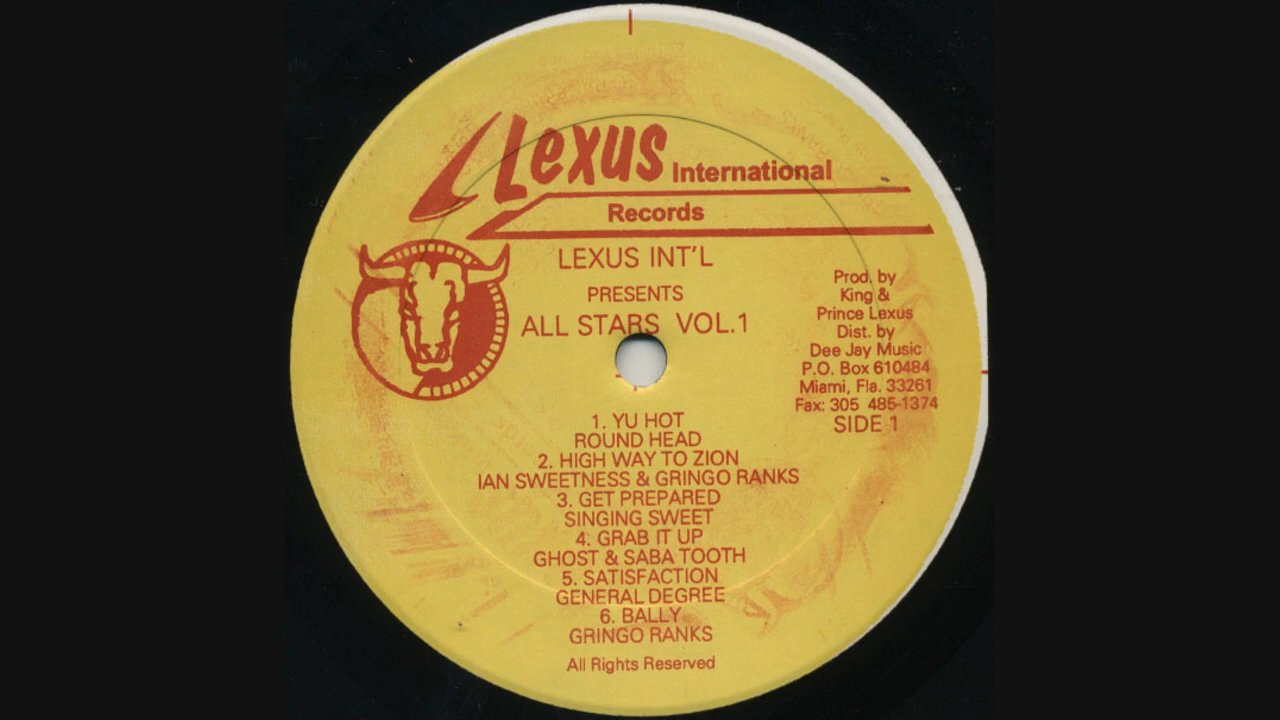 Lexus International
Records
LEXUS INT'L
PRESENTS
ALL STARS VOL.1
Prod. by
King &
Prince Lexus
Dist. by
Dee Jay Music
P.O. Box 610484
Miami, Fla. 33261
Fax: 305 485-1374
SIDE 1
1. YU HOT
ROUND HEAD
2. HIGH WAY TO ZION
IAN SWEETNESS & GRINGO RANKS
3. GET PREPARED
SINGING SWEET
4. GRAB IT UP
GHOST & SABA TOOTH
5. SATISFACTION
GENERAL DEGREE
6. BALLY
GRINGO RANKS
All Rights Reserved